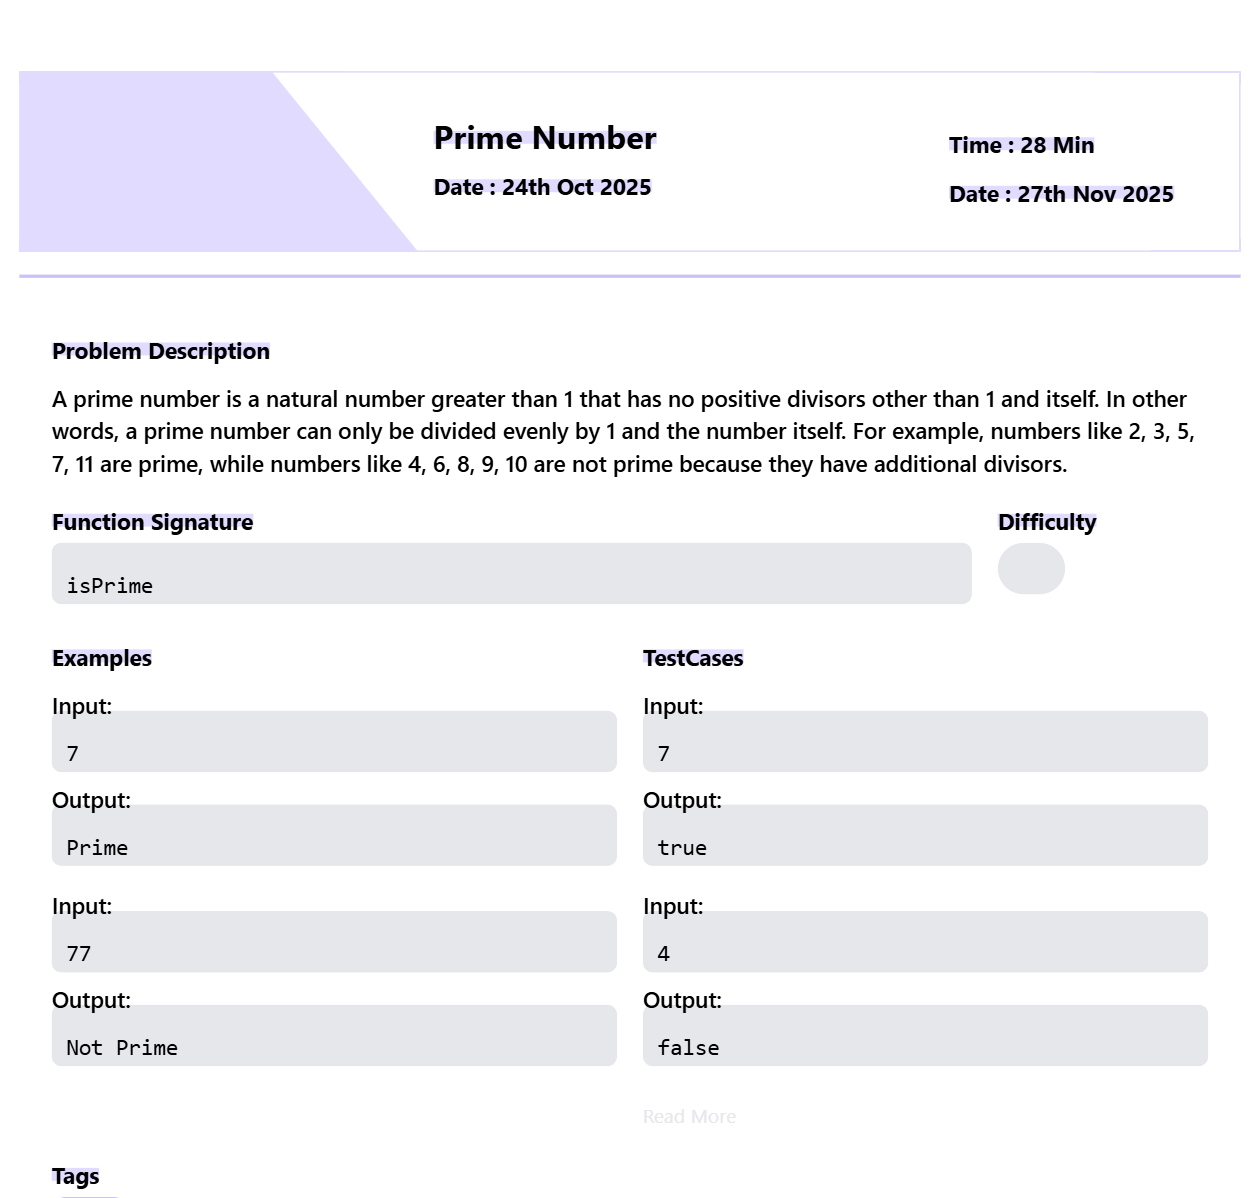 Prime Number
Date : 24th Oct 2025
Time : 28 Min
Date : 27th Nov 2025
Problem Description
A prime number is a natural number greater than 1 that has no positive divisors other than 1 and itself. In other
words, a prime number can only be divided evenly by 1 and the number itself. For example, numbers like 2, 3, 5,
7, 11 are prime, while numbers like 4, 6, 8, 9, 10 are not prime because they have additional divisors.
Function Signature
isPrime
Difficulty
Examples
Input:
7
Output:
Prime
Input:
77
Output:
Not Prime
TestCases
Input:
7
Output:
true
Input:
4
Output:
false
Read More
Tags